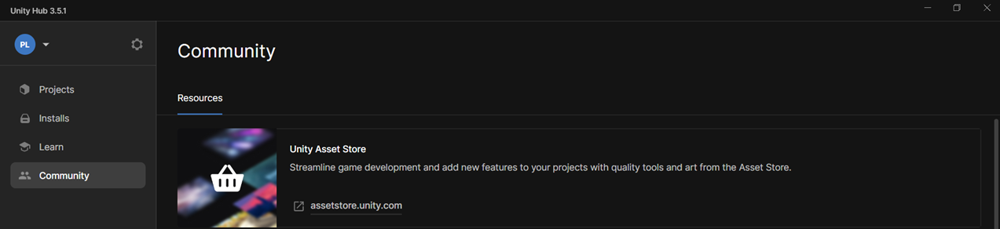 Unity Hub 3.5.1
PL
Projects
Installs
Learn
Community
Community
Resources
Unity Asset Store
Streamline game development and add new features to your projects with quality tools and art from the Asset Store.
assetstore.unity.com